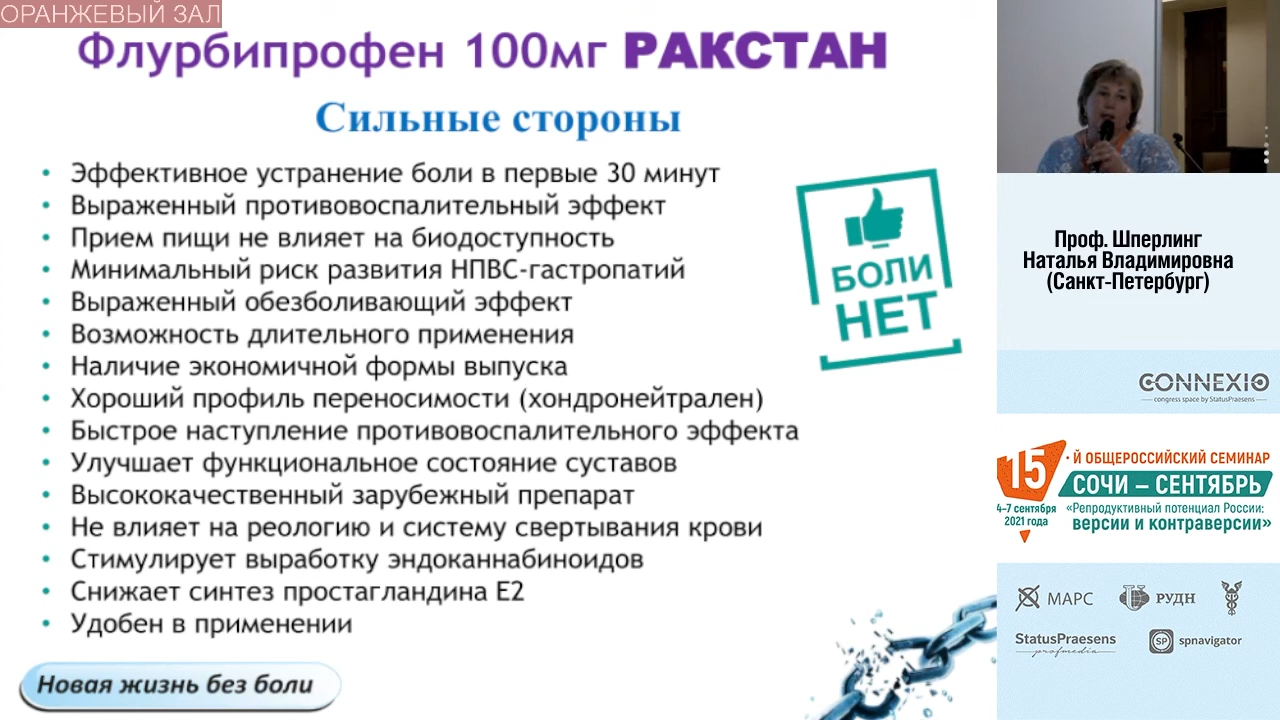 ОРАНЖЕВЫЙ ЗАЛ
Флурбипрофен 100мг РАКСТАН
Сильные стороны
• Эффективное устранение боли в первые 30 минут
• Выраженный противовоспалительный эффект
• Прием пищи не влияет на биодоступность
• Минимальный риск развития НПВС-гастропатий
• Выраженный обезболивающий эффект
• Возможность длительного применения
• Наличие экономичной формы выпуска
• Хороший профиль переносимости (хондронейтрален)
• Быстрое наступление противовоспалительного эффекта
• Улучшает функциональное состояние суставов
• Высококачественный зарубежный препарат
• Не влияет на реологию и систему свертывания крови
• Стимулирует выработку эндоканнабиноидов
• Снижает синтез простагландина Е2
• Удобен в применении
БОЛИ
НЕТ
Новая жизнь без боли
Проф. Шперлинг
Наталья Владимировна
(Санкт-Петербург)
CONNEXIO
congress space by StatusPraesens
15
-й ОБЩЕРОССИЙСКИЙ СЕМИНАР
СОЧИ – СЕНТЯБРЬ
4–7 сентября
2021 года
«Репродуктивный потенциал России:
версии и контраверсии»
МАРС
РУДН
StatusPraesens
profmedia
SP
spnavigator